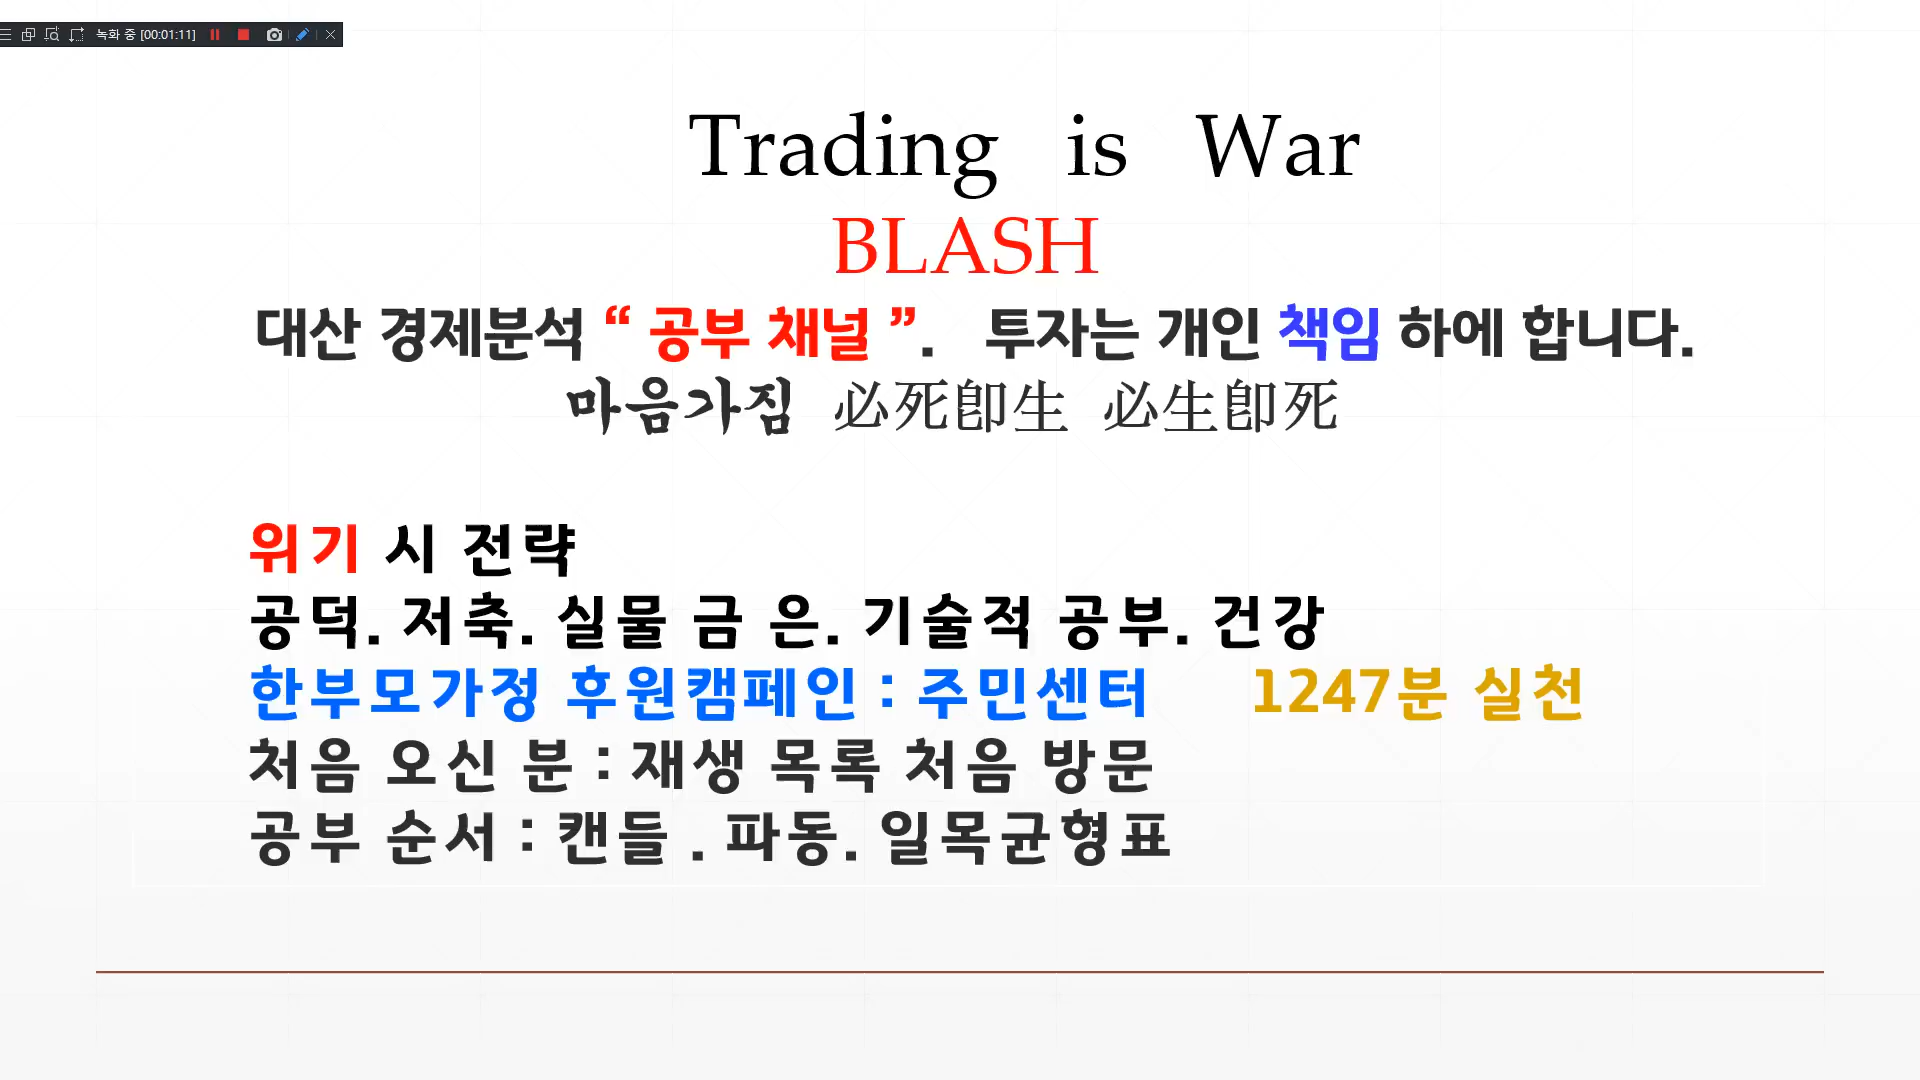 녹화 중 [00:01:11]
Trading is War
BLASH
대산 경제분석 “ 공부 채널 ”. 투자는 개인 책임 하에 합니다.
마음가짐 必死卽生 必生卽死
위기 시 전략
공덕. 저축. 실물 금 은. 기술적 공부. 건강
한부모가정 후원캠페인 : 주민센터 1247분 실천
처음 오신 분 : 재생 목록 처음 방문
공부 순서 : 캔들 . 파동. 일목균형표